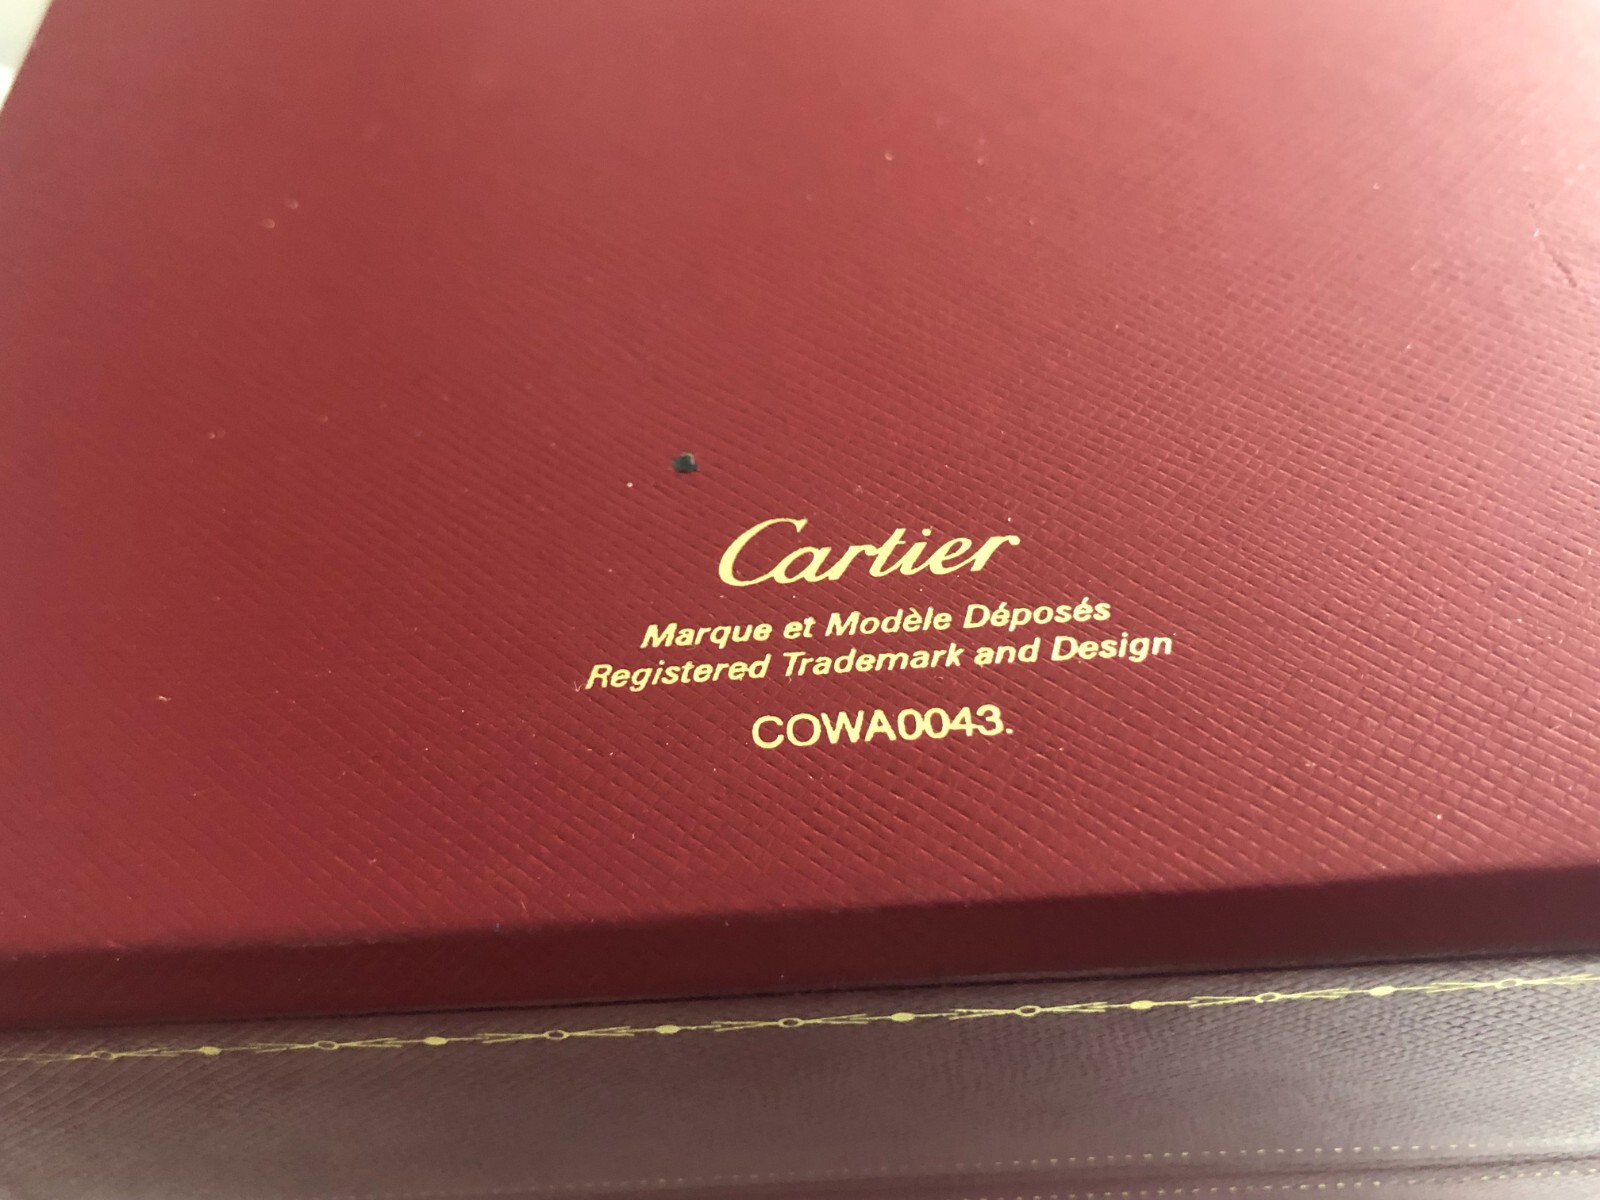 Cartier
Marque et Modèle Déposés
Registered Trademark and Design
COWA0043.